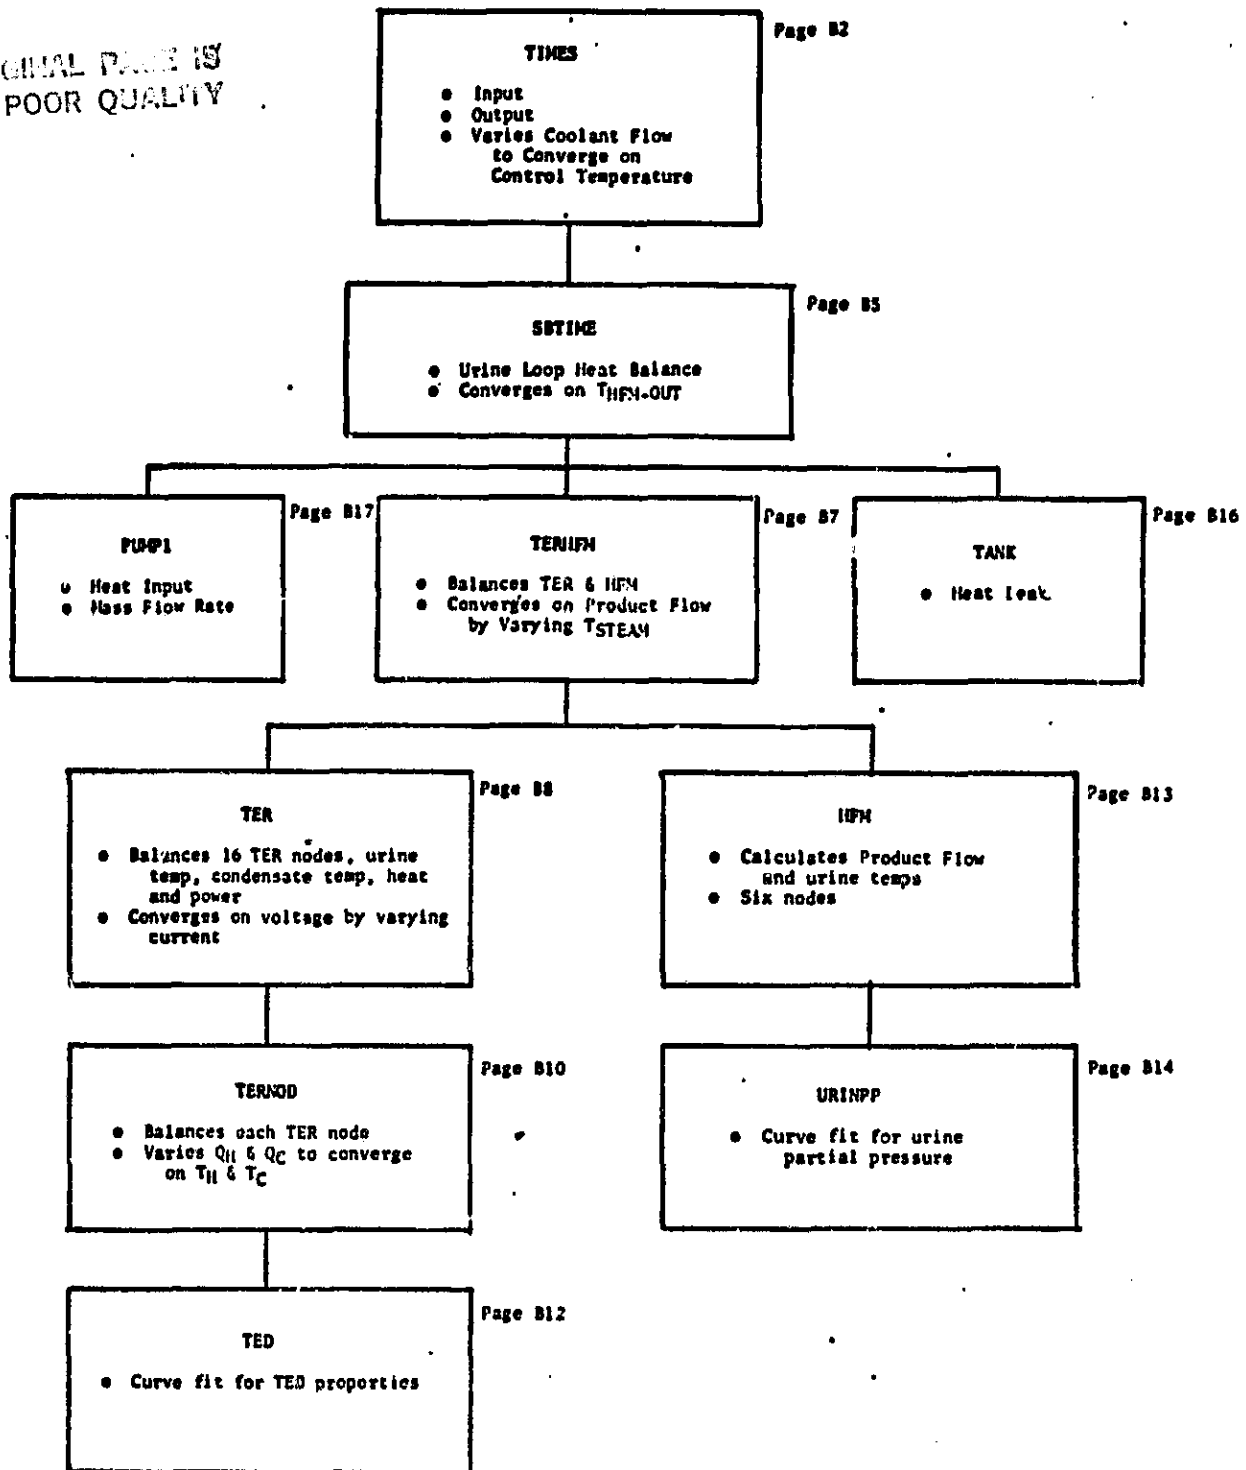 POOR QUALITY
Page B2
TIMES
• Input
• Output
• Varies Coolant Flow
to Converge on
Control Temperature
Page B5
SBTIME
• Urine Loop Heat Balance
• Converges on THFM-OUT
Page B17
PUMP1
• Heat Input
• Mass Flow Rate
Page B7
TERHFM
• Balances TER & HFM
• Converges on Product Flow
by Varying TSTEAM
Page B16
TANK
• Heat Leak
Page B8
TER
• Balances 16 TER nodes, urine
temp, condensate temp, heat
and power
• Converges on voltage by varying
current
Page B13
HFM
• Calculates Product Flow
and urine temps
• Six nodes
Page B10
TERNOD
• Balances each TER node
• Varies QH & QC to converge
on TH & TC
Page B14
URINPP
• Curve fit for urine
partial pressure
Page B12
TED
• Curve fit for TED properties